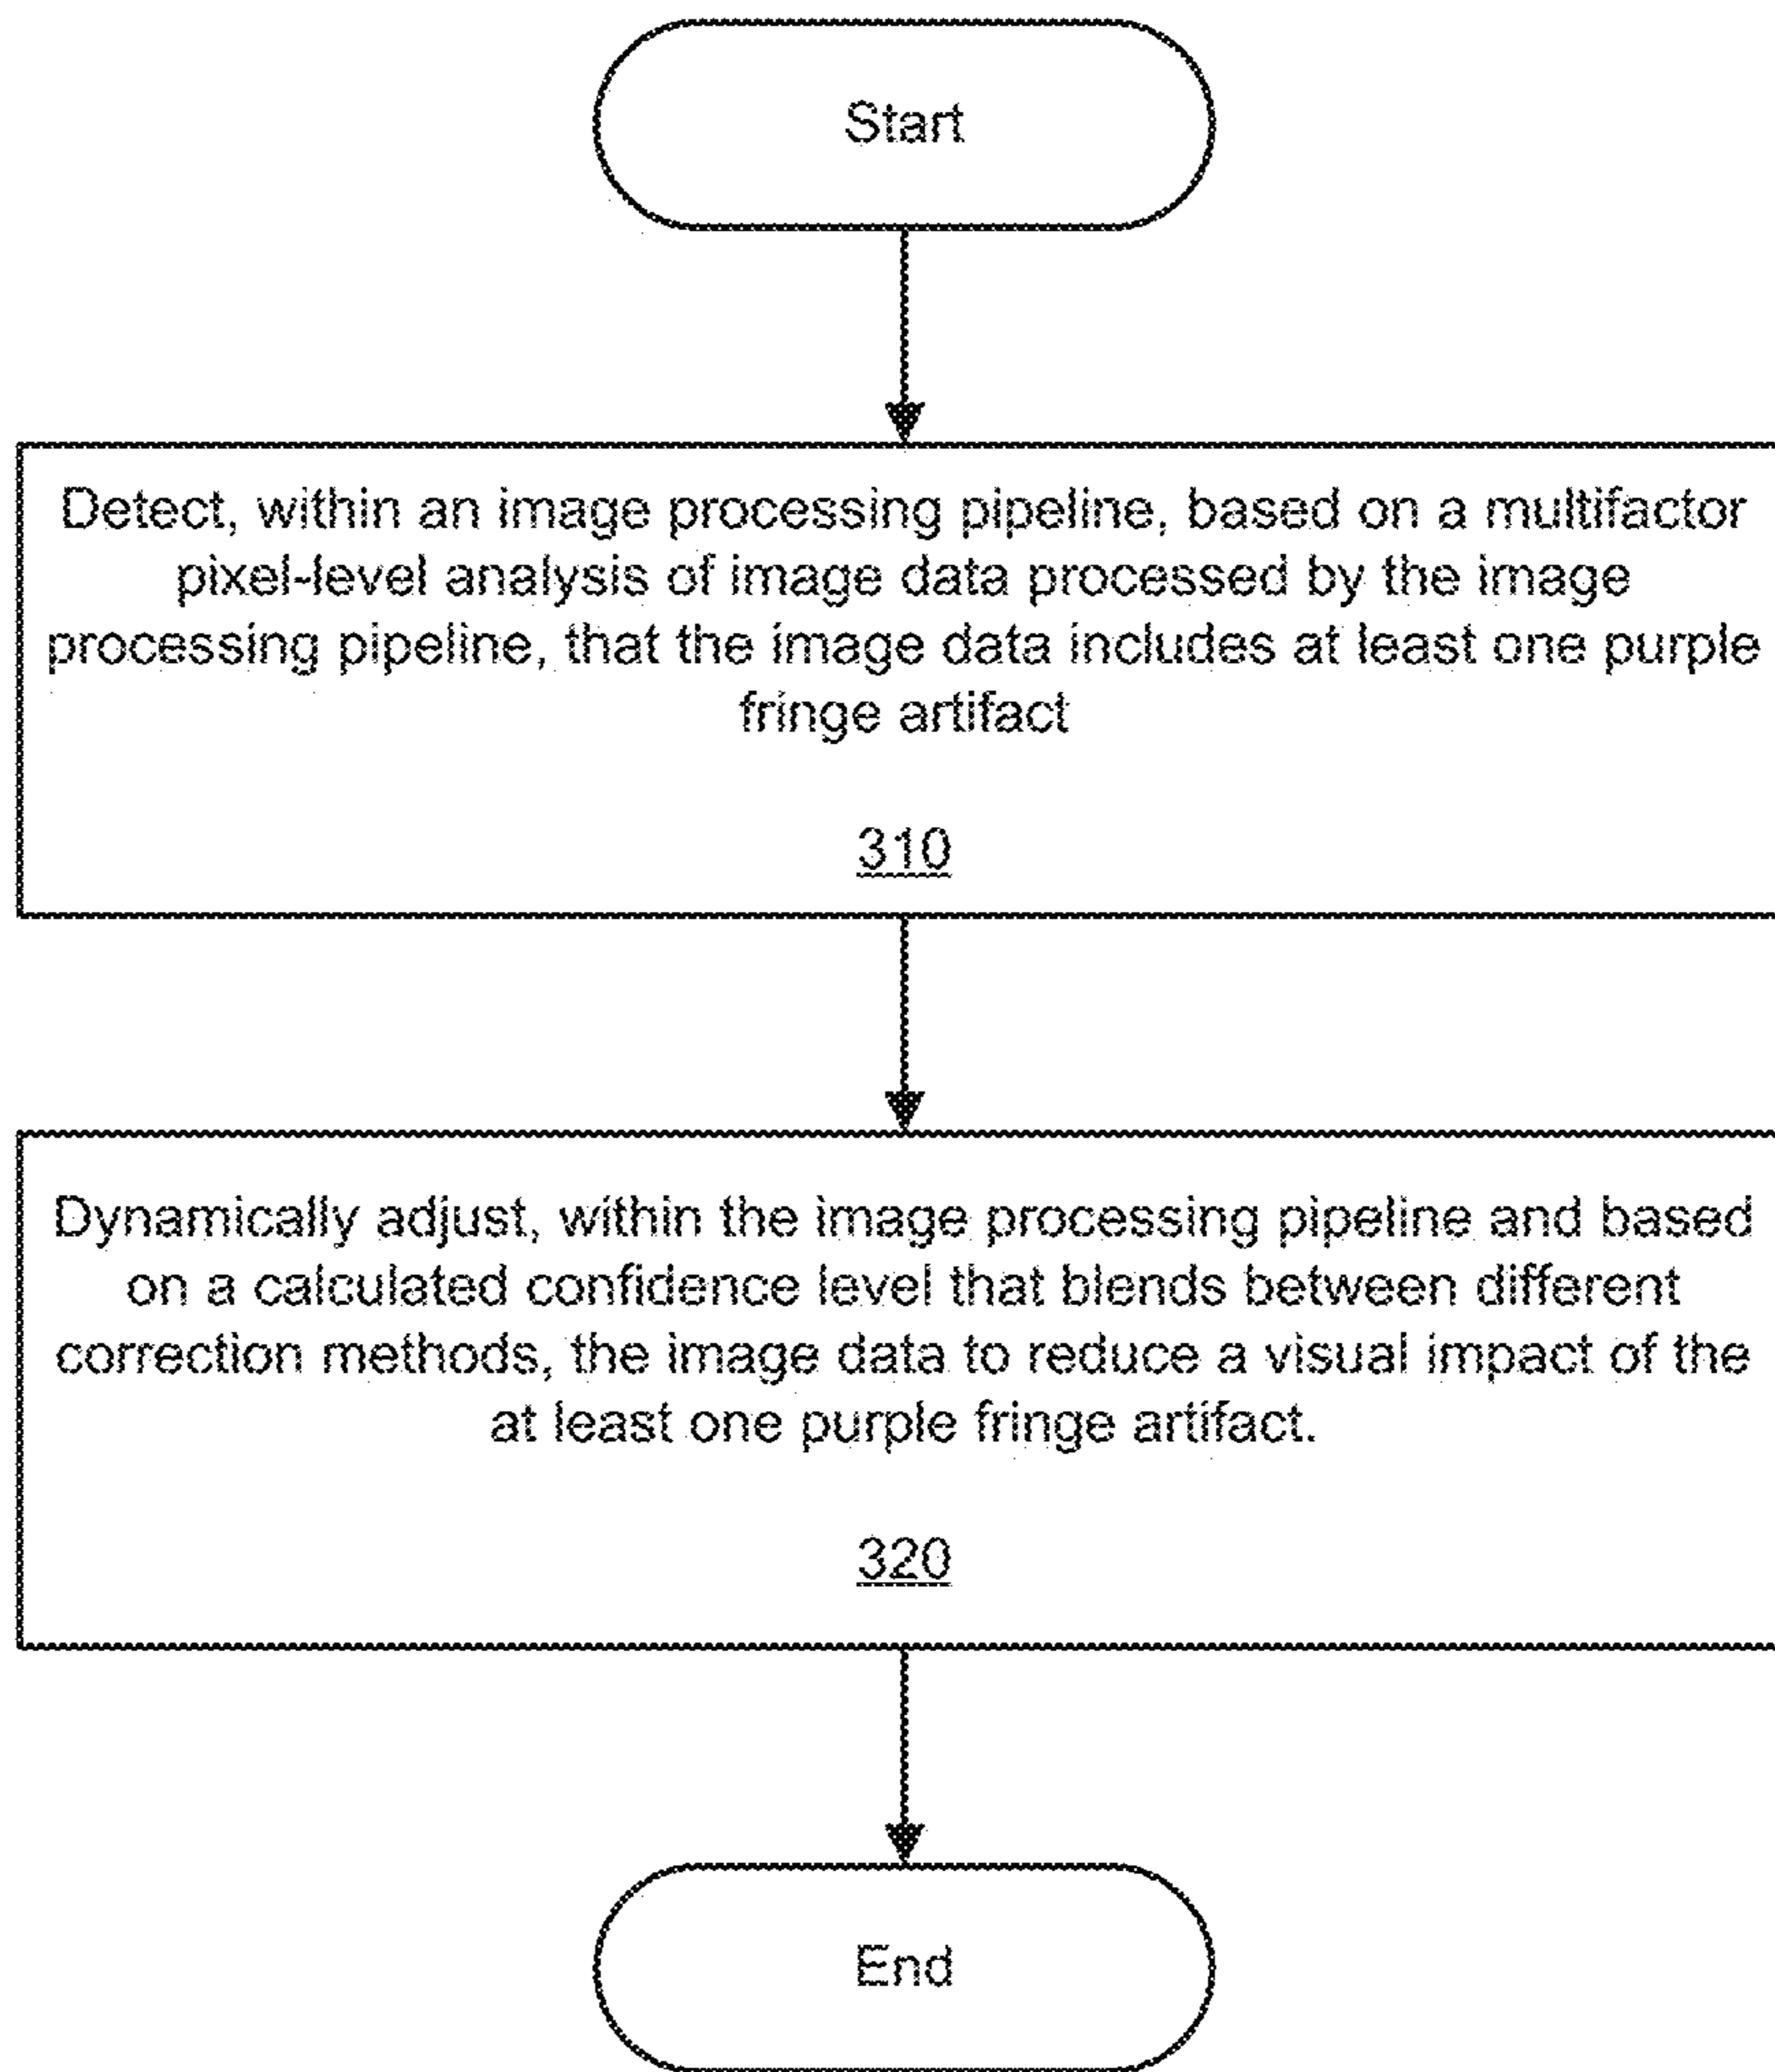 Start
Detect, within an image processing pipeline, based on a multifactor
pixel-level analysis of image data processed by the image
processing pipeline, that the image data includes at least one purple
fringe artifact
310
Dynamically adjust, within the image processing pipeline and based
on a calculated confidence level that blends between different
correction methods, the image data to reduce a visual impact of the
at least one purple fringe artifact.
320
End